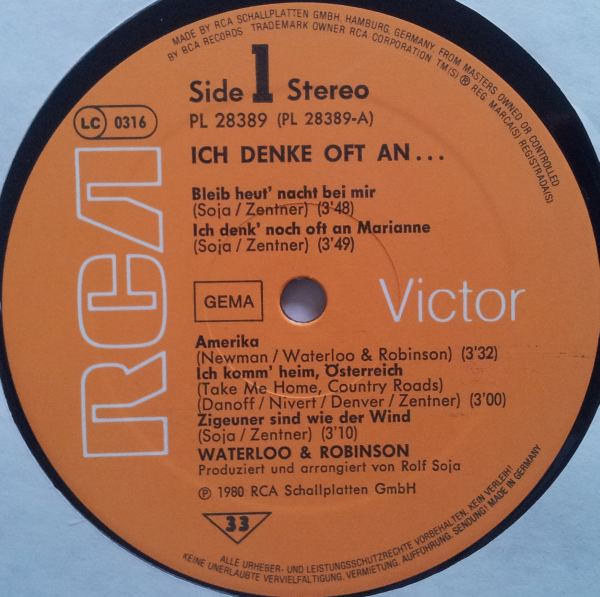 MADE BY RCA SCHALLPLATTEN GMBH, HAMBURG, GERMANY, FROM MASTERS OWNED OR CONTROLLED
BY RCA RECORDS TRADEMARK OWNER RCA CORPORATION TM(S) ® REG. MARCA(S) REGISTRADA(S)
Side 1 Stereo
PL 28389 (PL 28389-A)
LC 0316
ICH DENKE OFT AN...
Bleib heut' nacht bei mir
(Soja / Zentner) (3'48)
Ich denk' noch oft an Marianne
(Soja / Zentner) (3'49)
RCA
GEMA
Victor
Amerika
(Newman / Waterloo & Robinson) (3'32)
Ich komm' heim, Österreich
(Take Me Home, Country Roads)
(Danoff / Nivert / Denver / Zentner) (3'00)
Zigeuner sind wie der Wind
(Soja / Zentner) (3'10)
WATERLOO & ROBINSON
Produziert und arrangiert von Rolf Soja
℗ 1980 RCA Schallplatten GmbH
33
ALLE URHEBER- UND LEISTUNGSSCHUTZRECHTE VORBEHALTEN. KEIN VERLEIH!
KEINE UNERLAUBTE VERVIELFÄLTIGUNG, VERMIETUNG, AUFFÜHRUNG, SENDUNG! MADE IN GERMANY